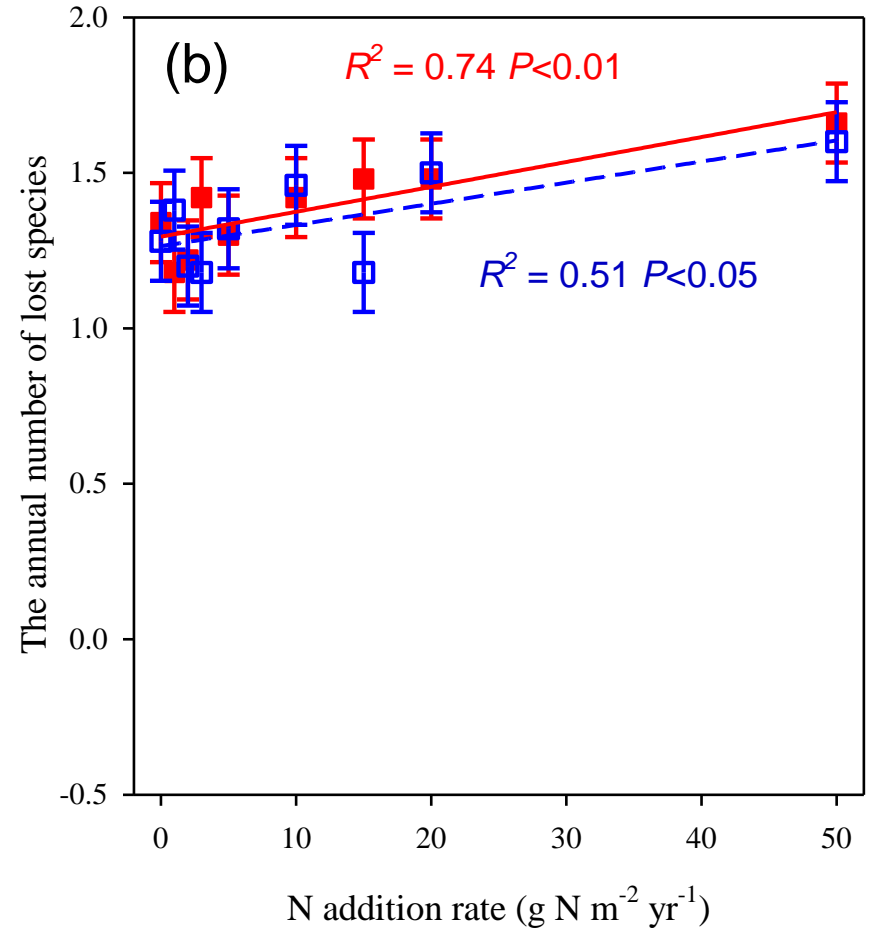 (b)
R² = 0.74 P<0.01
R² = 0.51 P<0.05
The annual number of lost species
2.0
1.5
1.0
0.5
0.0
-0.5
0 10 20 30 40 50
N addition rate (g N m⁻² yr⁻¹)